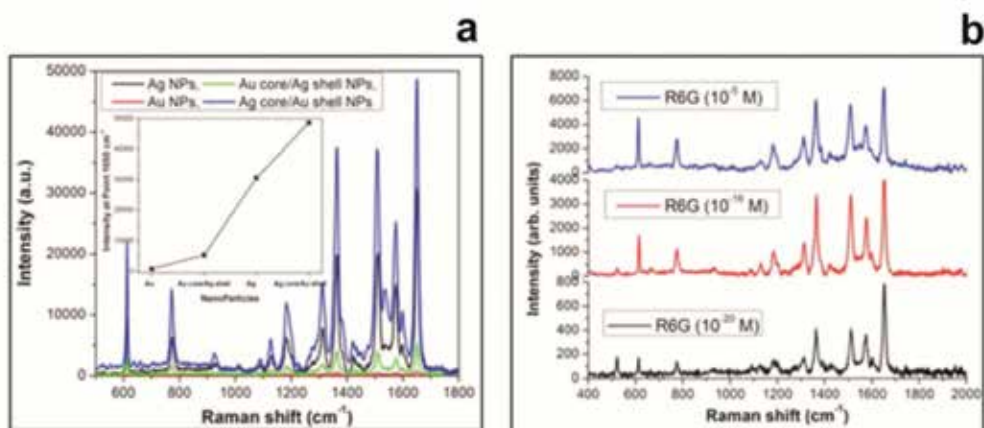 a
b
50000
40000
30000
20000
10000
0
Intensity (a.u.)
Ag NPs,
Au core/Ag shell NPs,
Au NPs,
Ag core/Au shell NPs
Intensity at Point 1650 cm⁻¹
Au
Au core/Ag shell
Ag
Ag core/Au shell
NanoParticles
600 800 1000 1200 1400 1600 1800
Raman shift (cm⁻¹)
8000
6000
4000
2000
0
R6G (10⁻⁵ M)
4000
3000
2000
1000
0
R6G (10⁻¹⁶ M)
800
600
400
200
0
R6G (10⁻²⁰ M)
Intensity (arb. units)
400 600 800 1000 1200 1400 1600 1800 2000
Raman shift (cm⁻¹)